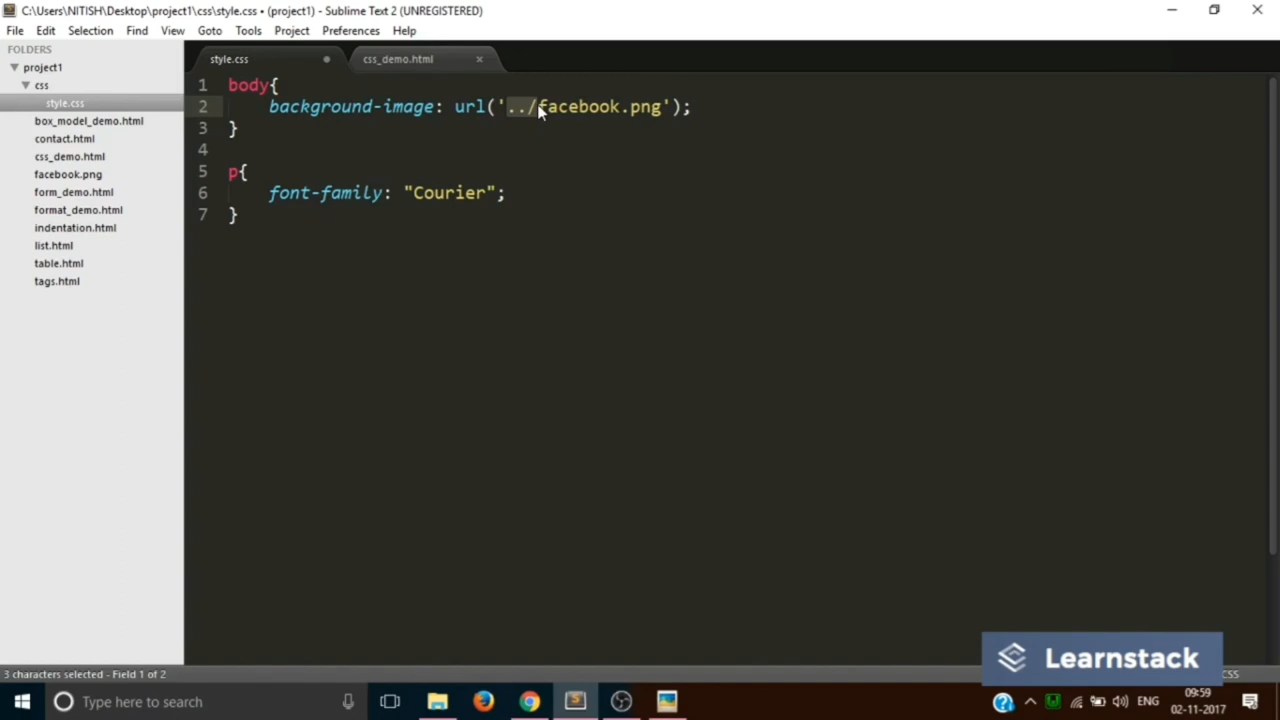 C:\Users\NITISH\Desktop\project1\css\style.css • (project1) - Sublime Text 2 (UNREGISTERED)
File Edit Selection Find View Goto Tools Project Preferences Help
FOLDERS
project1
css
style.css
box_model_demo.html
contact.html
css_demo.html
facebook.png
form_demo.html
format_demo.html
indentation.html
list.html
table.html
tags.html
style.css css_demo.html
1 body{
2 background-image: url('../facebook.png');
3 }
4
5 p{
6 font-family: "Courier";
7 }
Learnstack
3 characters selected - Field 1 of 2
CSS
Type here to search
ENG
09:59
02-11-2017